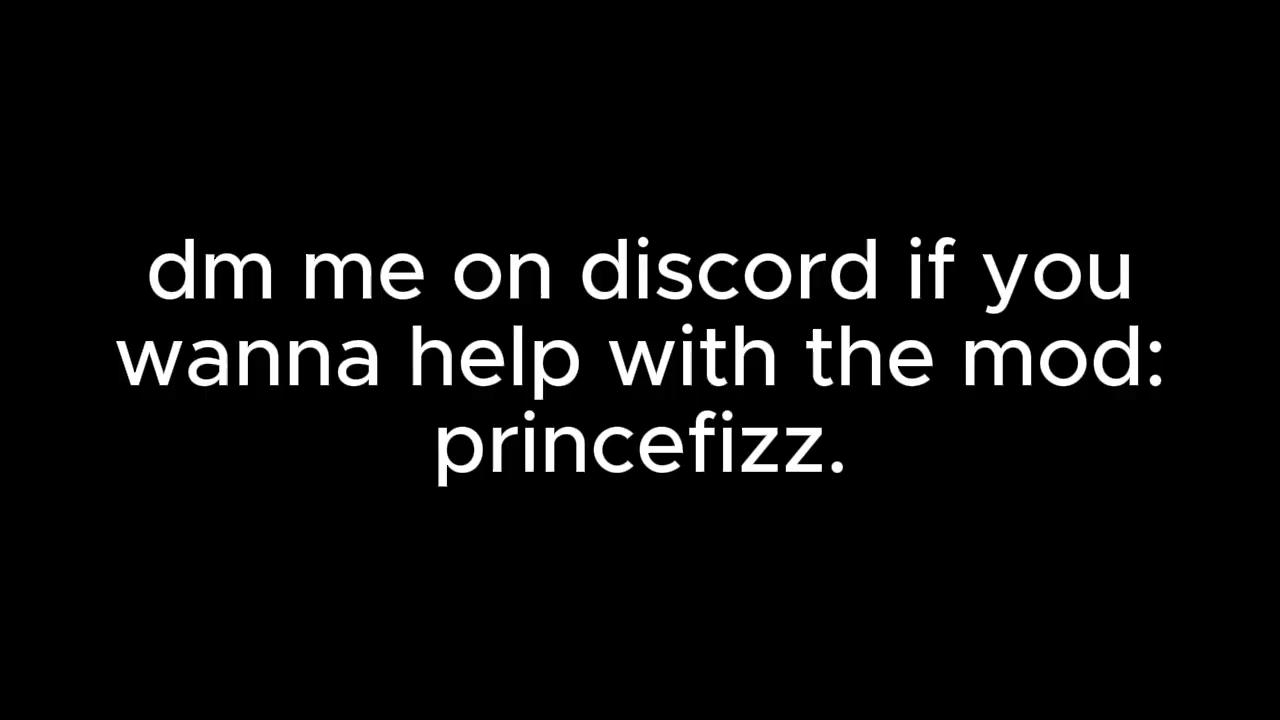 dm me on discord if you
wanna help with the mod:
princefizz.